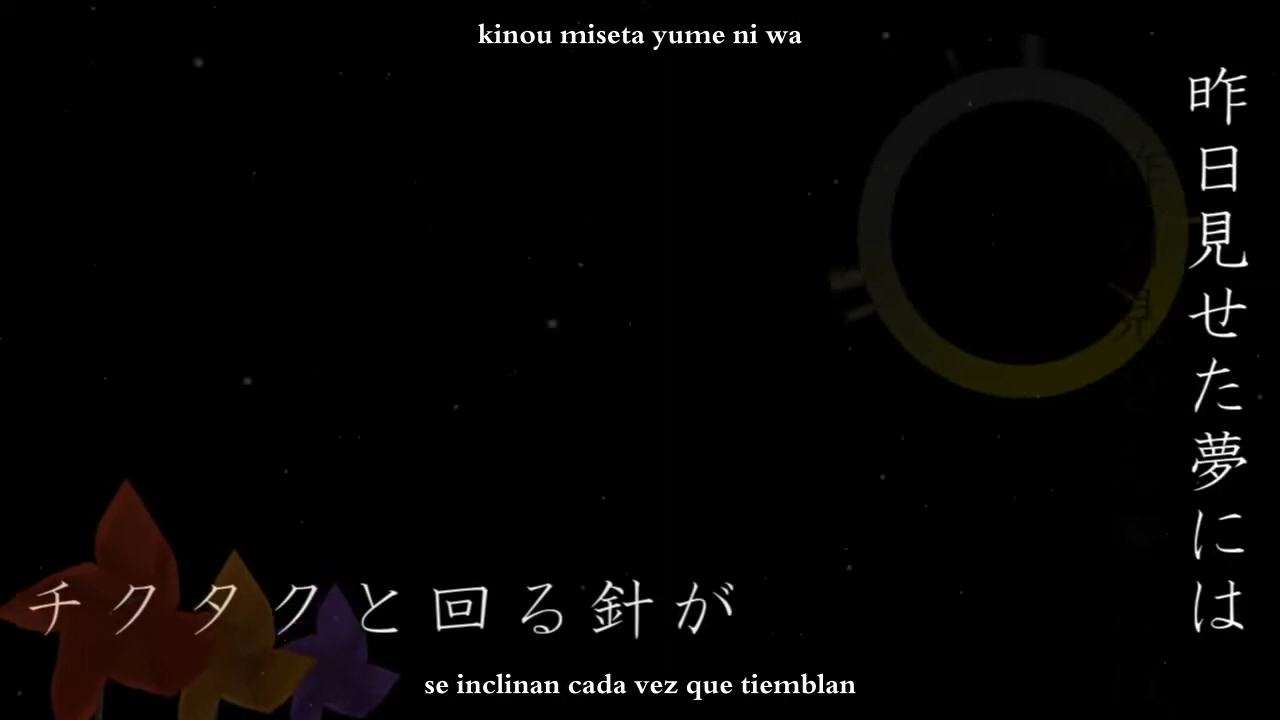 kinou miseta yume ni wa
昨日見せた夢には
チクタクと回る針が
se inclinan cada vez que tiemblan